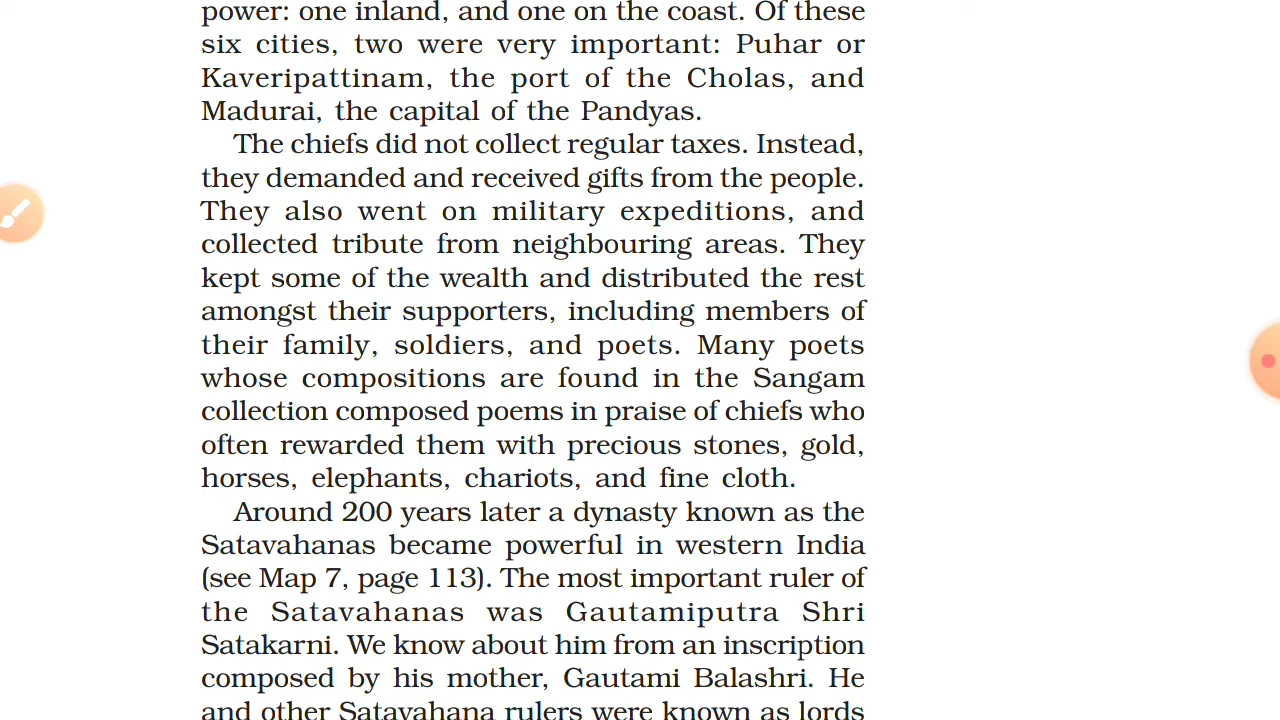 power: one inland, and one on the coast. Of these
six cities, two were very important: Puhar or
Kaveripattinam, the port of the Cholas, and
Madurai, the capital of the Pandyas.
The chiefs did not collect regular taxes. Instead,
they demanded and received gifts from the people.
They also went on military expeditions, and
collected tribute from neighbouring areas. They
kept some of the wealth and distributed the rest
amongst their supporters, including members of
their family, soldiers, and poets. Many poets
whose compositions are found in the Sangam
collection composed poems in praise of chiefs who
often rewarded them with precious stones, gold,
horses, elephants, chariots, and fine cloth.
Around 200 years later a dynasty known as the
Satavahanas became powerful in western India
(see Map 7, page 113). The most important ruler of
the Satavahanas was Gautamiputra Shri
Satakarni. We know about him from an inscription
composed by his mother, Gautami Balashri. He
and other Satavahana rulers were known as lords